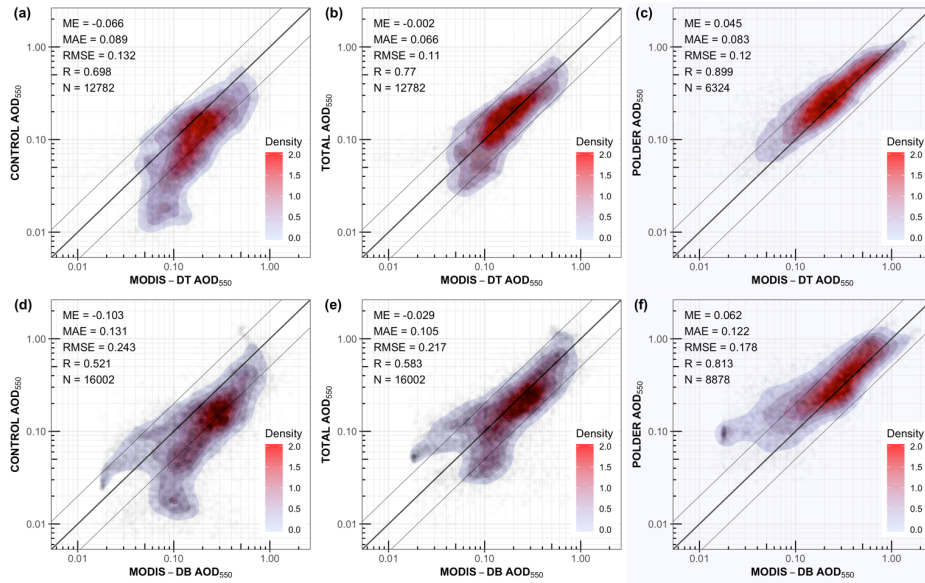 (a)
ME = -0.066
MAE = 0.089
RMSE = 0.132
R = 0.698
N = 12782
CONTROL AOD550
1.00
0.10
0.01
Density
2.0
1.5
1.0
0.5
0.0
0.01 0.10 1.00
MODIS – DT AOD550
(b)
ME = -0.002
MAE = 0.066
RMSE = 0.11
R = 0.77
N = 12782
TOTAL AOD550
1.00
0.10
0.01
Density
2.0
1.5
1.0
0.5
0.0
0.01 0.10 1.00
MODIS – DT AOD550
(c)
ME = 0.045
MAE = 0.083
RMSE = 0.12
R = 0.899
N = 6324
POLDER AOD550
1.00
0.10
0.01
Density
2.0
1.5
1.0
0.5
0.0
0.01 0.10 1.00
MODIS – DT AOD550
(d)
ME = -0.103
MAE = 0.131
RMSE = 0.243
R = 0.521
N = 16002
CONTROL AOD550
1.00
0.10
0.01
Density
2.0
1.5
1.0
0.5
0.0
0.01 0.10 1.00
MODIS – DB AOD550
(e)
ME = -0.029
MAE = 0.105
RMSE = 0.217
R = 0.583
N = 16002
TOTAL AOD550
1.00
0.10
0.01
Density
2.0
1.5
1.0
0.5
0.0
0.01 0.10 1.00
MODIS – DB AOD550
(f)
ME = 0.062
MAE = 0.122
RMSE = 0.178
R = 0.813
N = 8878
POLDER AOD550
1.00
0.10
0.01
Density
2.0
1.5
1.0
0.5
0.0
0.01 0.10 1.00
MODIS – DB AOD550